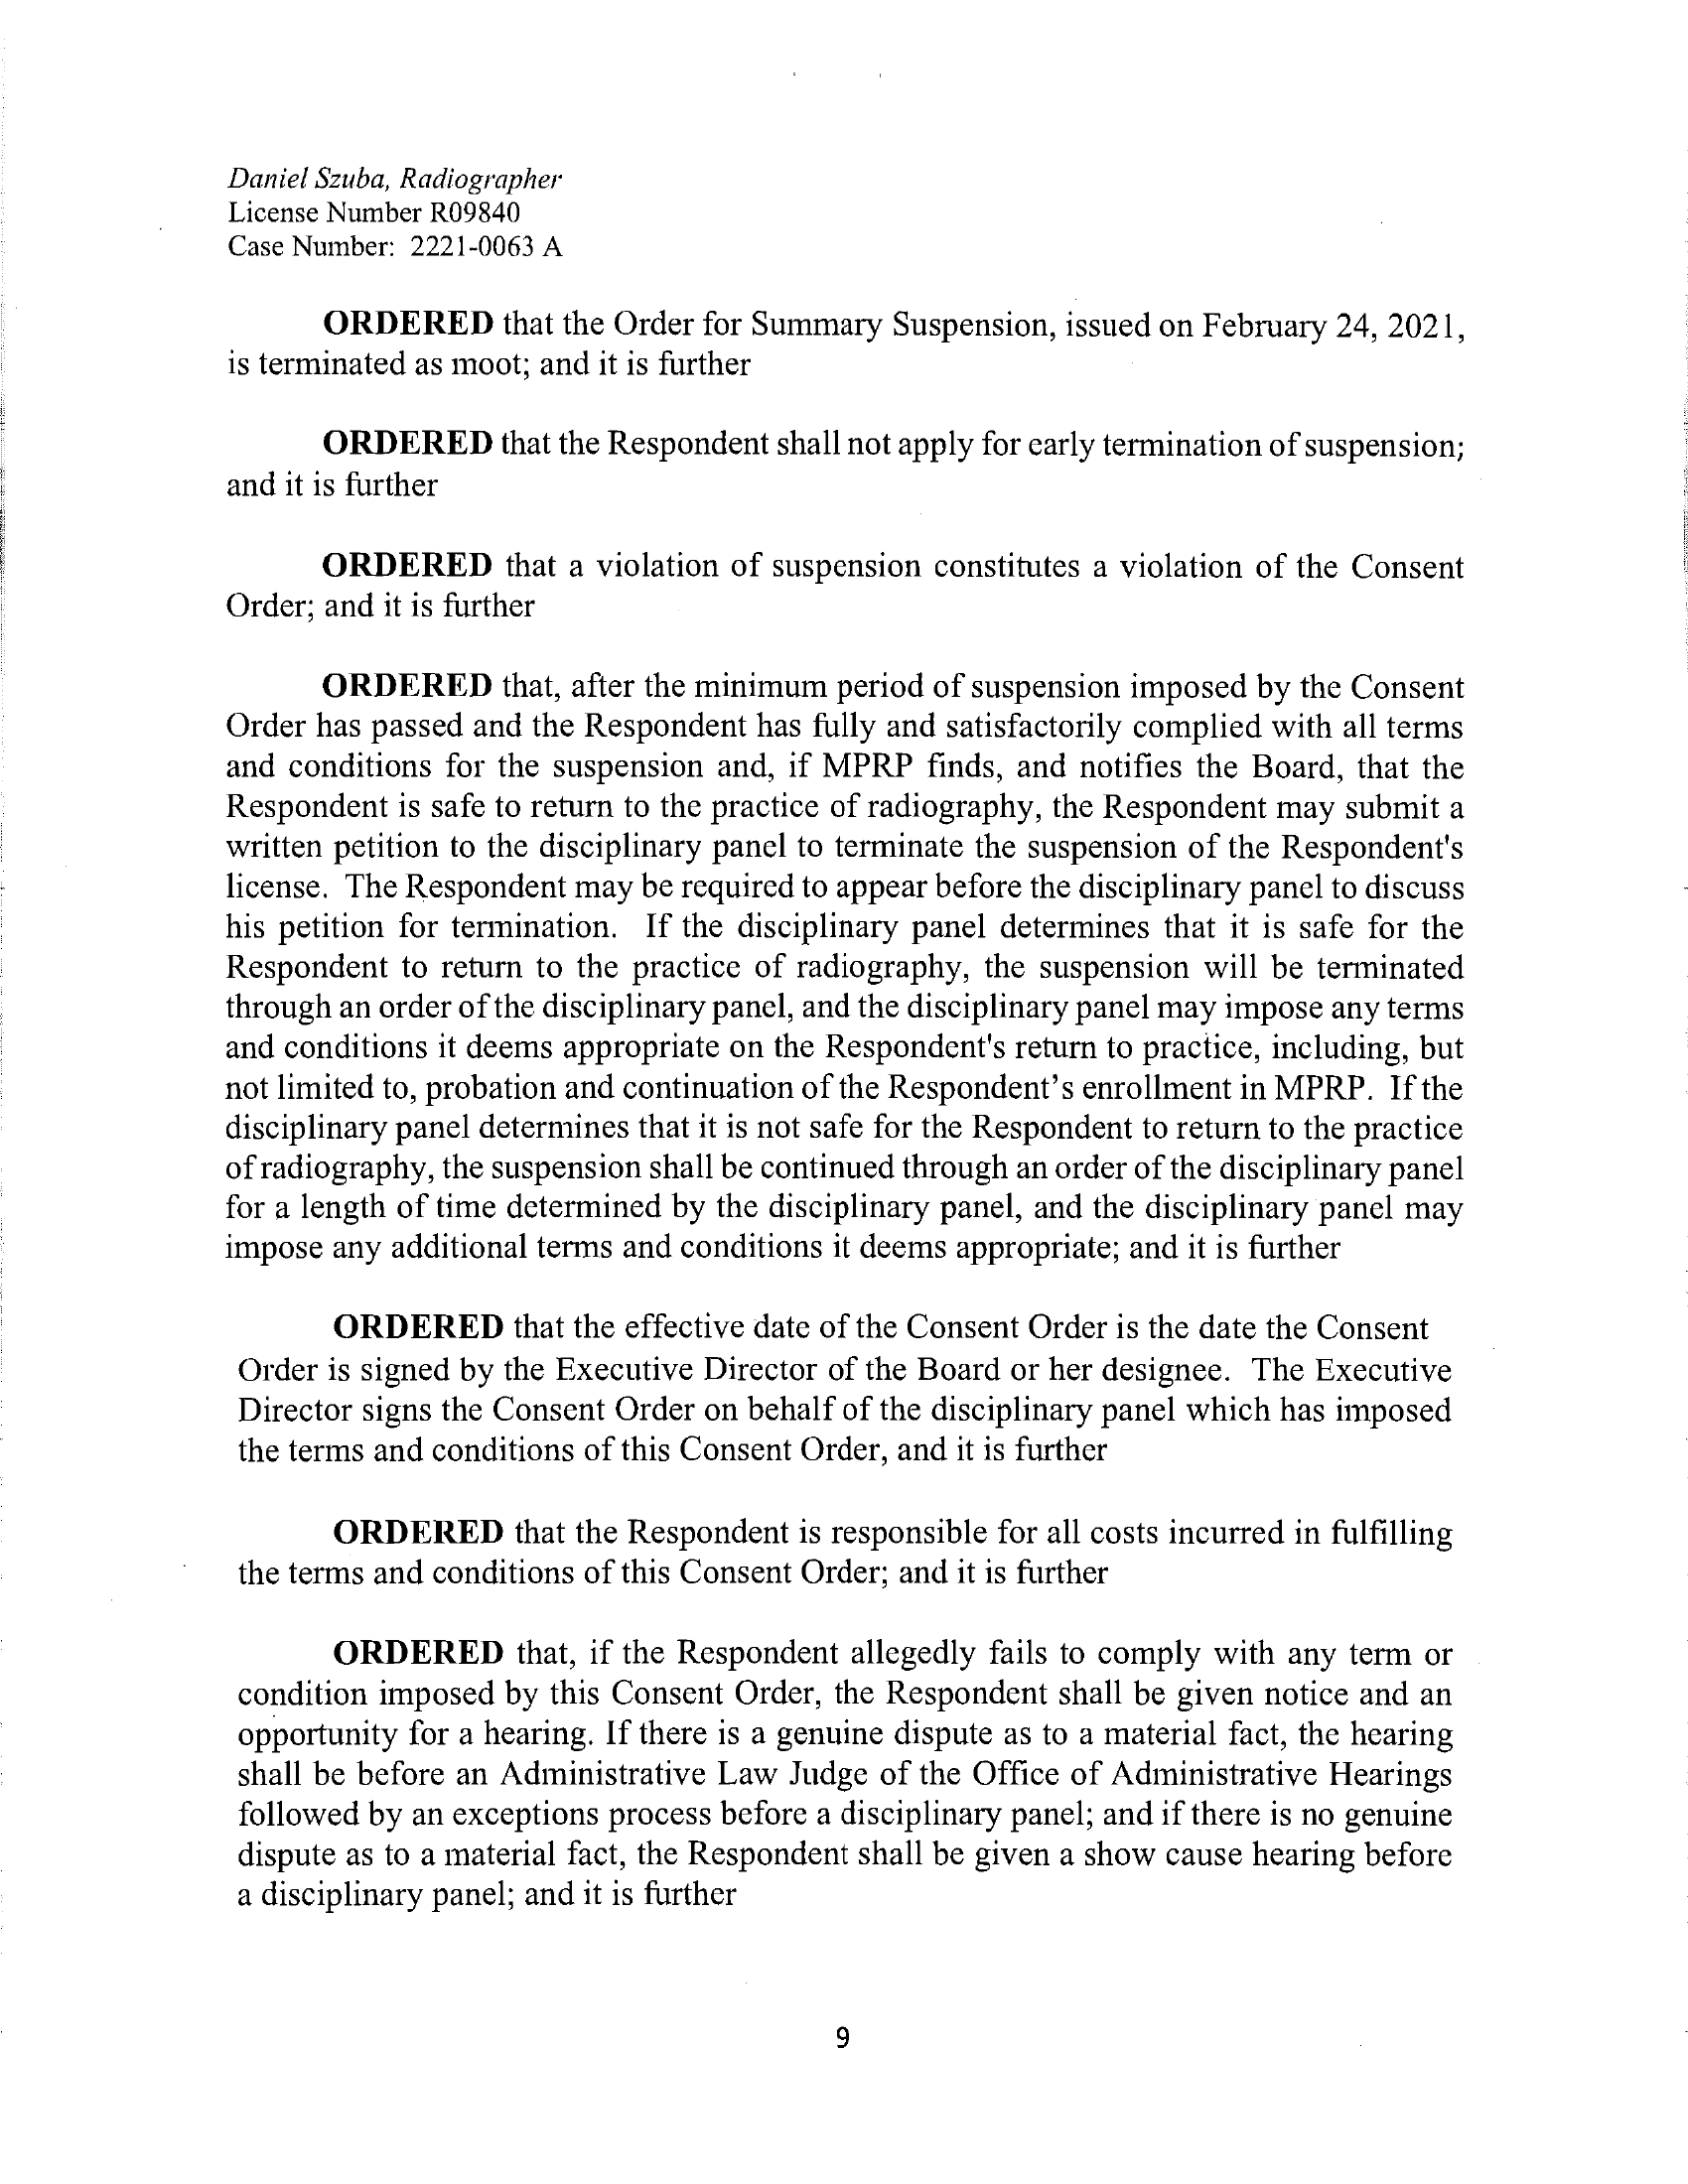 Daniel Szuba, Radiographer
License Number R09840
Case Number: 2221-0063 A
ORDERED that the Order for Summary Suspension, issued on February 24, 2021,
is terminated as moot; and it is further
ORDERED that the Respondent shall not apply for early termination of suspension;
and it is further
ORDERED that a violation of suspension constitutes a violation of the Consent
Order; and it is further
ORDERED that, after the minimum period of suspension imposed by the Consent
Order has passed and the Respondent has fully and satisfactorily complied with all terms
and conditions for the suspension and, if MPRP finds, and notifies the Board, that the
Respondent is safe to return to the practice of radiography, the Respondent may submit a
written petition to the disciplinary panel to terminate the suspension of the Respondent's
license. The Respondent may be required to appear before the disciplinary panel to discuss
his petition for termination. If the disciplinary panel determines that it is safe for the
Respondent to return to the practice of radiography, the suspension will be terminated
through an order of the disciplinary panel, and the disciplinary panel may impose any terms
and conditions it deems appropriate on the Respondent's return to practice, including, but
not limited to, probation and continuation of the Respondent’s enrollment in MPRP. If the
disciplinary panel determines that it is not safe for the Respondent to return to the practice
of radiography, the suspension shall be continued through an order of the disciplinary panel
for a length of time determined by the disciplinary panel, and the disciplinary panel may
impose any additional terms and conditions it deems appropriate; and it is further
ORDERED that the effective date of the Consent Order is the date the Consent
Order is signed by the Executive Director of the Board or her designee. The Executive
Director signs the Consent Order on behalf of the disciplinary panel which has imposed
the terms and conditions of this Consent Order, and it is further
ORDERED that the Respondent is responsible for all costs incurred in fulfilling
the terms and conditions of this Consent Order; and it is further
ORDERED that, if the Respondent allegedly fails to comply with any term or
condition imposed by this Consent Order, the Respondent shall be given notice and an
opportunity for a hearing. If there is a genuine dispute as to a material fact, the hearing
shall be before an Administrative Law Judge of the Office of Administrative Hearings
followed by an exceptions process before a disciplinary panel; and if there is no genuine
dispute as to a material fact, the Respondent shall be given a show cause hearing before
a disciplinary panel; and it is further
9